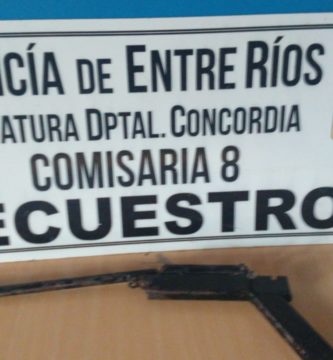 CÍA DE ENTRE RÍOS
ATURA DPTAL. CONCORDIA
COMISARIA 8
ECUESTRO